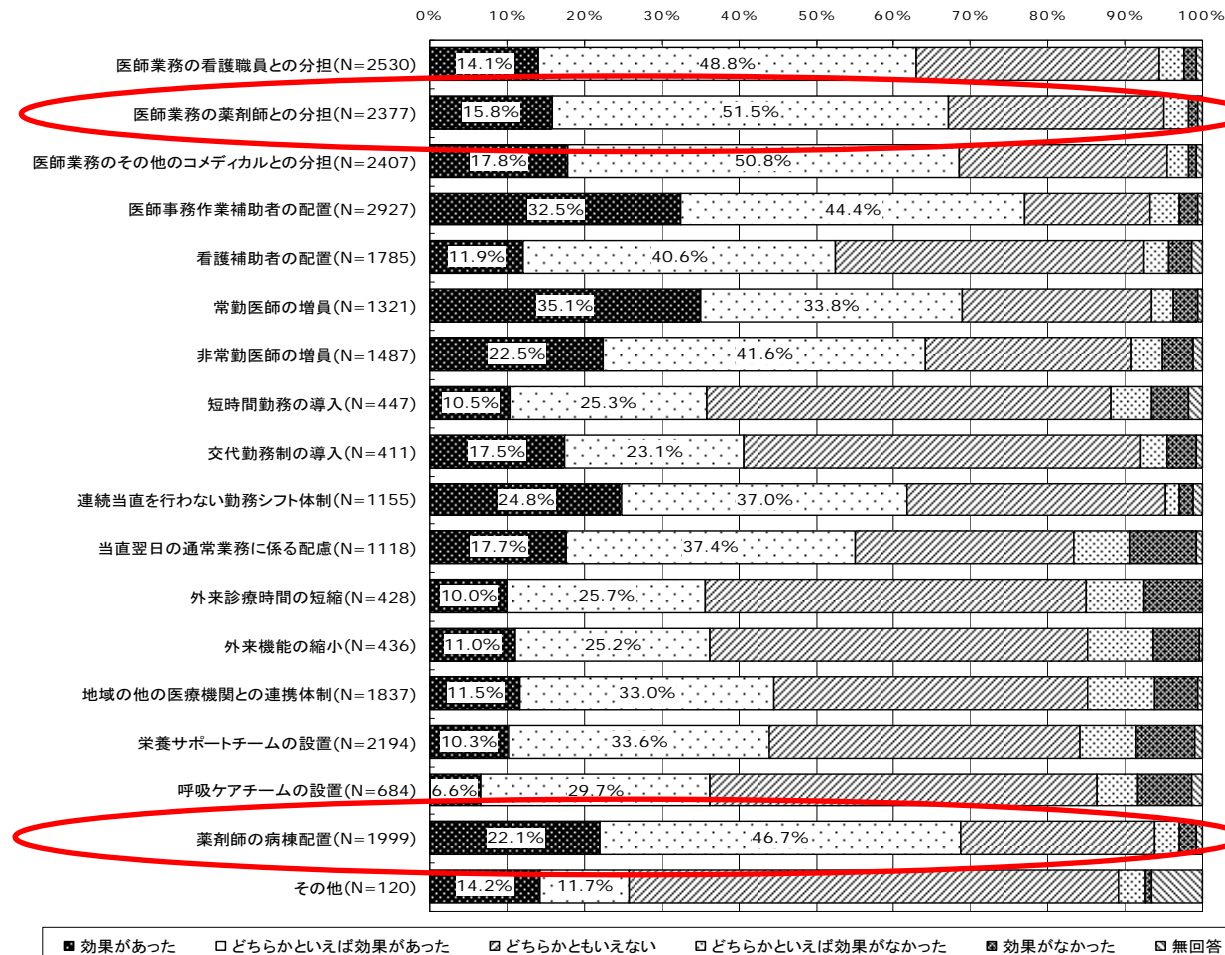 0% 10% 20% 30% 40% 50% 60% 70% 80% 90% 100%
医師業務の看護職員との分担(N=2530) 14.1% 48.8%
医師業務の薬剤師との分担(N=2377) 15.8% 51.5%
医師業務のその他のコメディカルとの分担(N=2407) 17.8% 50.8%
医師事務作業補助者の配置(N=2927) 32.5% 44.4%
看護補助者の配置(N=1785) 11.9% 40.6%
常勤医師の増員(N=1321) 35.1% 33.8%
非常勤医師の増員(N=1487) 22.5% 41.6%
短時間勤務の導入(N=447) 10.5% 25.3%
交代勤務制の導入(N=411) 17.5% 23.1%
連続当直を行わない勤務シフト体制(N=1155) 24.8% 37.0%
当直翌日の通常業務に係る配慮(N=1118) 17.7% 37.4%
外来診療時間の短縮(N=428) 10.0% 25.7%
外来機能の縮小(N=436) 11.0% 25.2%
地域の他の医療機関との連携体制(N=1837) 11.5% 33.0%
栄養サポートチームの設置(N=2194) 10.3% 33.6%
呼吸ケアチームの設置(N=684) 6.6% 29.7%
薬剤師の病棟配置(N=1999) 22.1% 46.7%
その他(N=120) 14.2% 11.7%
効果があった どちらかといえば効果があった どちらかともいえない どちらかといえば効果がなかった 効果がなかった 無回答